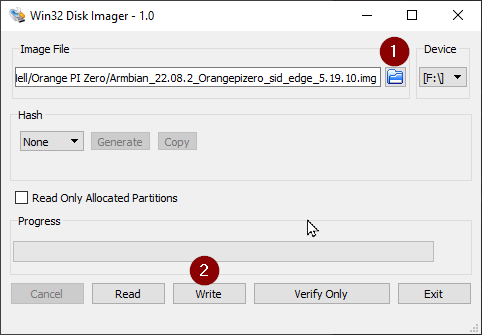 Win32 Disk Imager - 1.0
1
Image File
Device
lell/Orange PI Zero/Armbian_22.08.2_Orangepizero_sid_edge_5.19.10.img
[F:\]
Hash
None
Generate
Copy
Read Only Allocated Partitions
Progress
2
Cancel
Read
Write
Verify Only
Exit